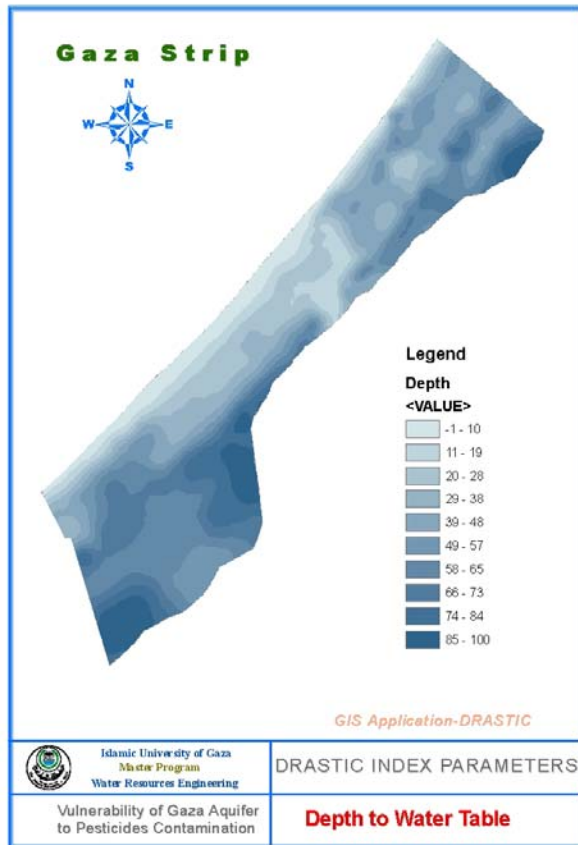 Gaza Strip
N
W
E
S
Legend
Depth
<VALUE>
-1 - 10
11 - 19
20 - 28
29 - 38
39 - 48
49 - 57
58 - 65
66 - 73
74 - 84
85 - 100
GIS Application-DRASTIC
Islamic University of Gaza
Master Program
Water Resources Engineering
DRASTIC INDEX PARAMETERS
Vulnerability of Gaza Aquifer
to Pesticides Contamination
Depth to Water Table